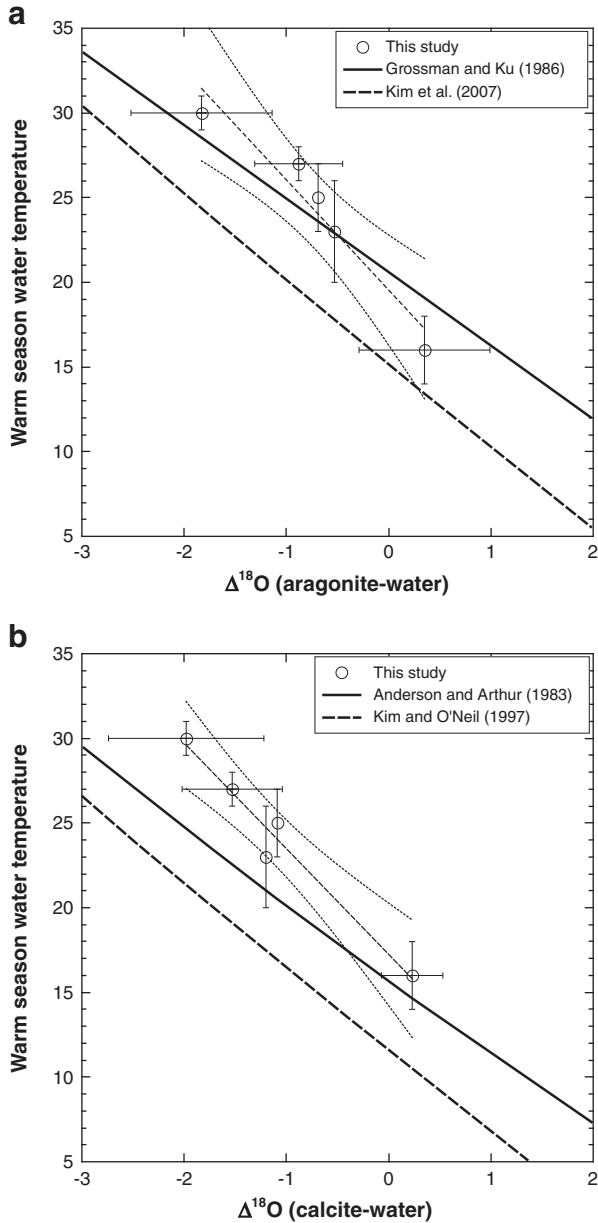 a
This study
Grossman and Ku (1986)
Kim et al. (2007)
35
30
25
20
15
10
5
Warm season water temperature
-3 -2 -1 0 1 2
Δ¹⁸O (aragonite-water)
b
This study
Anderson and Arthur (1983)
Kim and O'Neil (1997)
35
30
25
20
15
10
5
Warm season water temperature
-3 -2 -1 0 1 2
Δ¹⁸O (calcite-water)